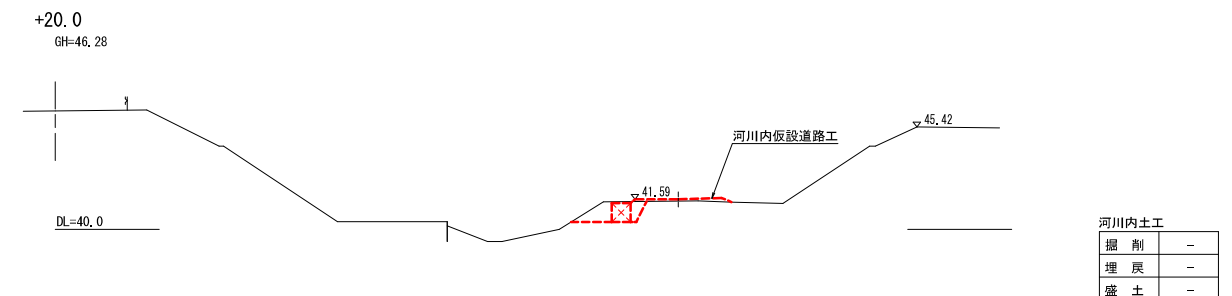 +20.0
GH=46.28
45.42
河川内仮設道路工
41.59
DL=40.0
河川内土工
掘 削 -
埋 戻 -
盛 土 -